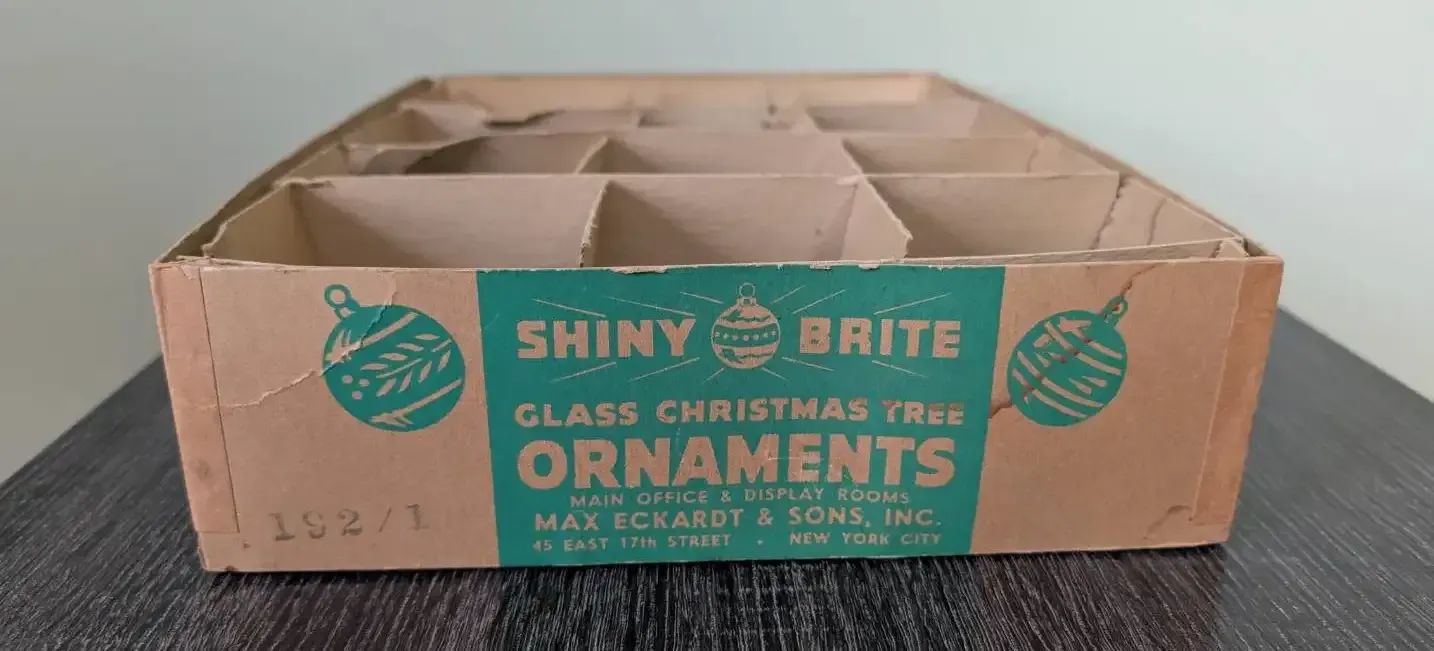 SHINY BRITE
GLASS CHRISTMAS TREE
ORNAMENTS
MAIN OFFICE & DISPLAY ROOMS
MAX ECKARDT & SONS, INC.
45 EAST 17th STREET • NEW YORK CITY
192/1